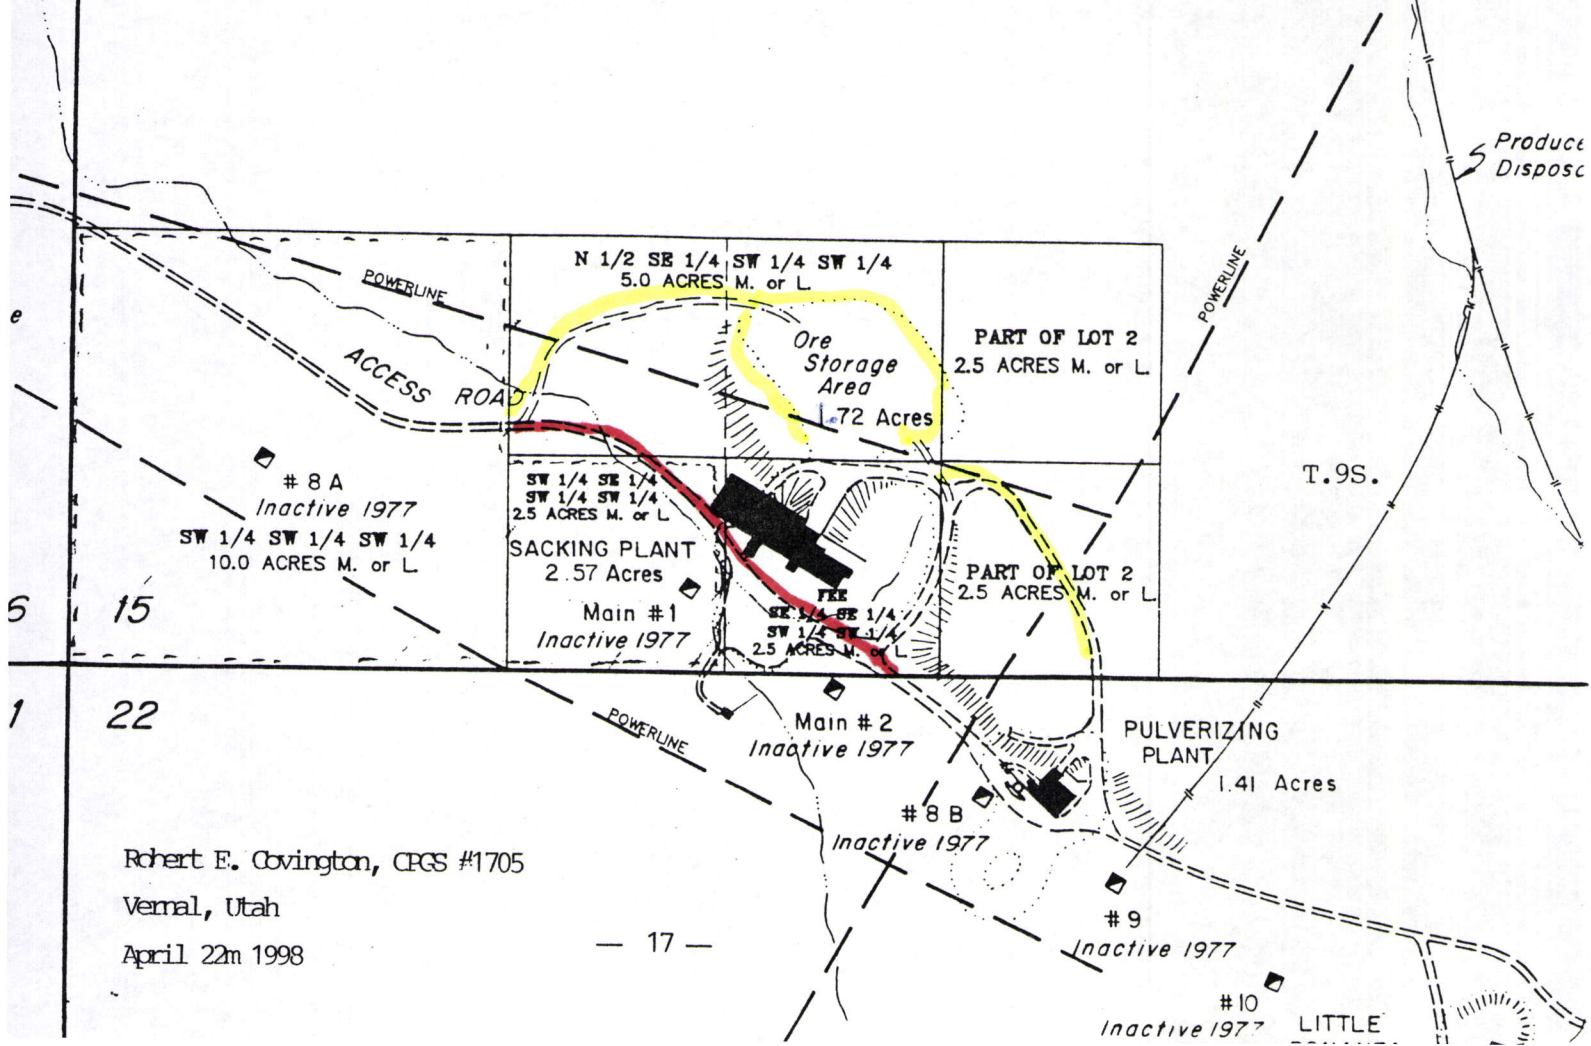 Produce
Disposc
POWERLINE
N 1/2 SE 1/4 SW 1/4 SW 1/4
5.0 ACRES M. or L.
POWERLINE
e
Ore
Storage
Area
1.72 Acres
PART OF LOT 2
2.5 ACRES M. or L.
ACCESS ROAD
T.9S.
#8A
Inactive 1977
SW 1/4 SW 1/4 SW 1/4
10.0 ACRES M. or L.
SW 1/4 SE 1/4
SW 1/4 SW 1/4
2.5 ACRES M. or L.
SACKING PLANT
2.57 Acres
Main #1
Inactive 1977
FEE
SE 1/4 SE 1/4
SW 1/4 SW 1/4
2.5 ACRES M. or L.
PART OF LOT 2
2.5 ACRES M. or L.
6
15
1
22
POWERLINE
Main #2
Inactive 1977
PULVERIZING
PLANT
1.41 Acres
#8B
Inactive 1977
#9
Inactive 1977
#10
Inactive 1977
LITTLE
BONANZA
Robert E. Covington, CPGS #1705
Vernal, Utah
April 22m 1998
— 17 —